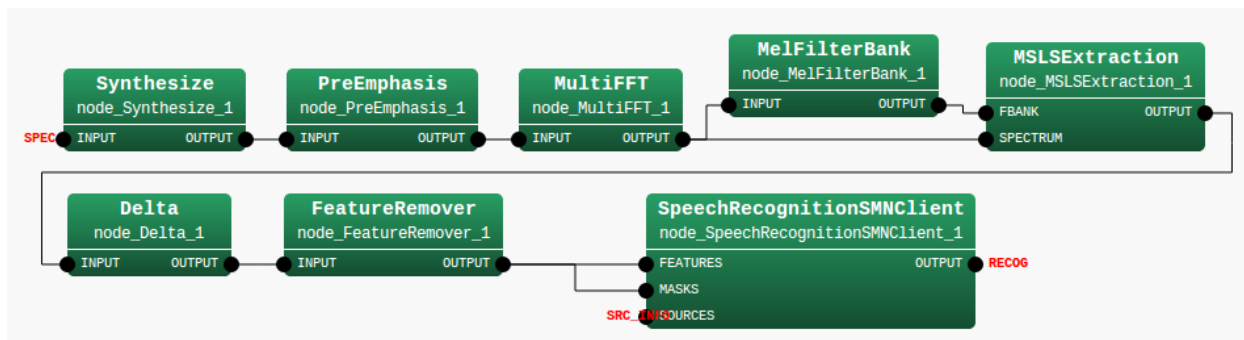 Synthesize
node_Synthesize_1
SPEC INPUT OUTPUT
PreEmphasis
node_PreEmphasis_1
INPUT OUTPUT
MultiFFT
node_MultiFFT_1
INPUT OUTPUT
MelFilterBank
node_MelFilterBank_1
INPUT OUTPUT
MSLSExtraction
node_MSLSExtraction_1
FBANK OUTPUT
SPECTRUM
Delta
node_Delta_1
INPUT OUTPUT
FeatureRemover
node_FeatureRemover_1
INPUT OUTPUT
SpeechRecognitionSMNClient
node_SpeechRecognitionSMNClient_1
FEATURES OUTPUT RECOG
MASKS
SRC_INFO SOURCES